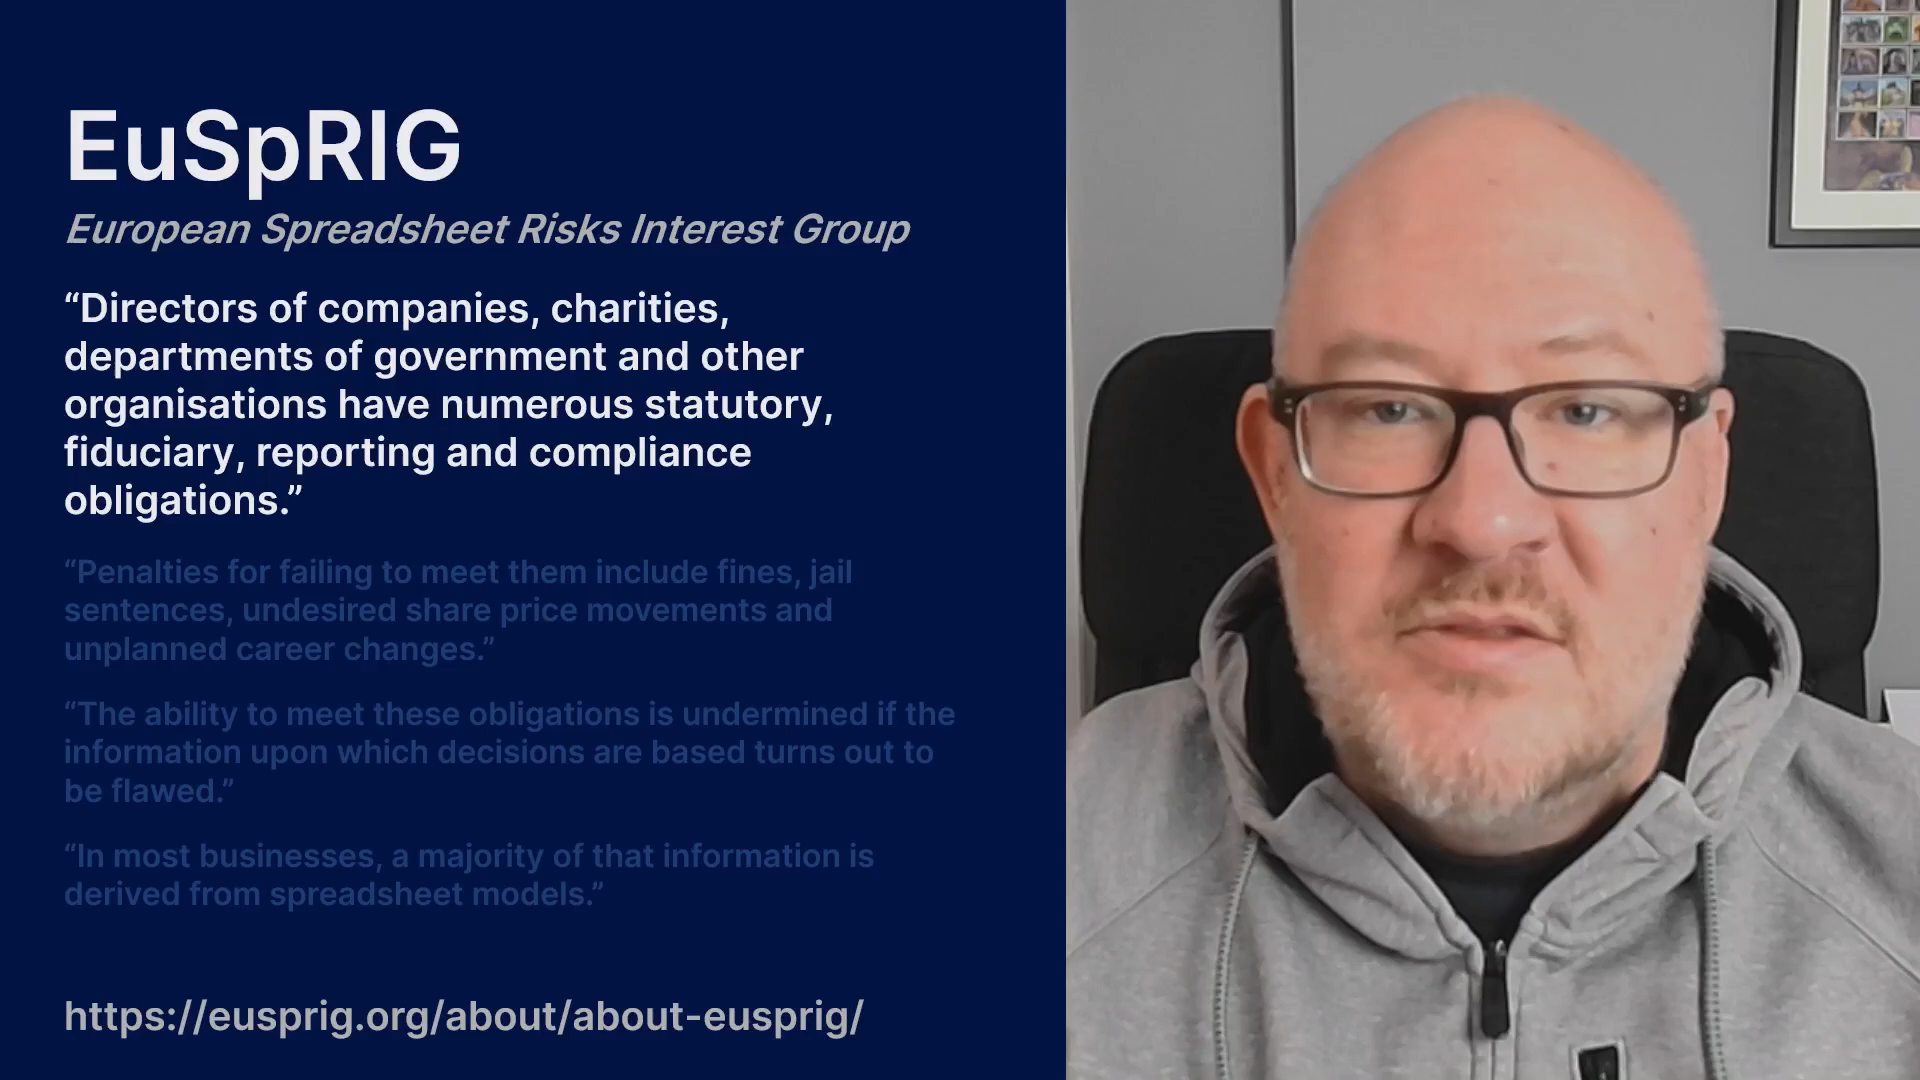 EuSpRIG
European Spreadsheet Risks Interest Group
“Directors of companies, charities,
departments of government and other
organisations have numerous statutory,
fiduciary, reporting and compliance
obligations.”
“Penalties for failing to meet them include fines, jail
sentences, undesired share price movements and
unplanned career changes.”
“The ability to meet these obligations is undermined if the
information upon which decisions are based turns out to
be flawed.”
“In most businesses, a majority of that information is
derived from spreadsheet models.”
https://eusprig.org/about/about-eusprig/